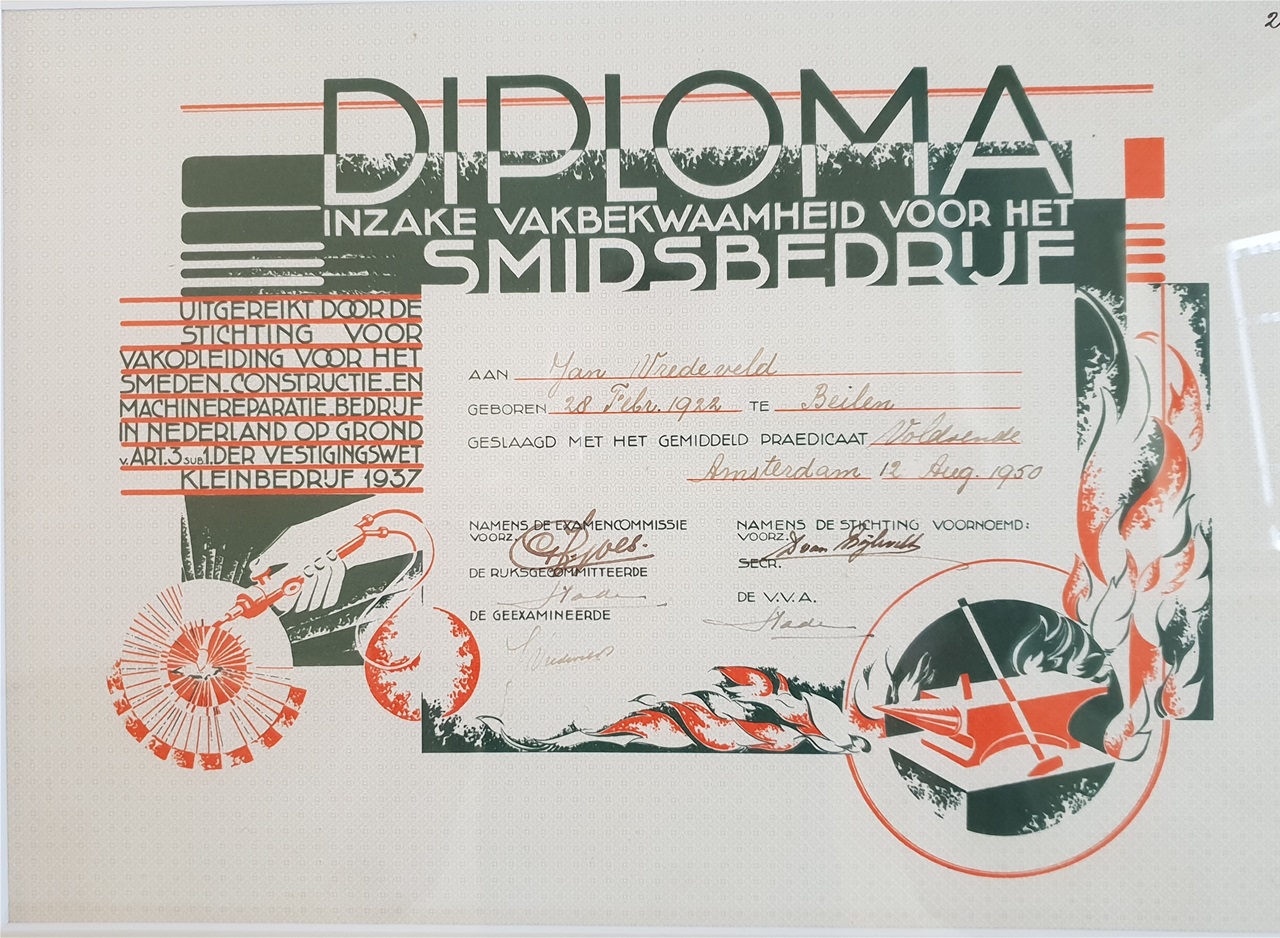 DIPLOMA
INZAKE VAKBEKWAAMHEID VOOR HET
SMIDSBEDRIJF
UITGEREIKT DOOR DE
STICHTING VOOR
VAKOPLEIDING VOOR HET
SMEDEN-CONSTRUCTIE-EN
MACHINEREPARATIE-BEDRIJF
IN NEDERLAND OP GROND
v. ART.3 SUB 1. DER VESTIGINGSWET
KLEINBEDRIJF 1937
AAN Jan Vredeveld
GEBOREN 28 Febr. 1922 TE Beilen
GESLAAGD MET HET GEMIDDELD PRAEDICAAT Voldoende
Amsterdam 12 Aug. 1950
NAMENS DE EXAMENCOMMISSIE
VOORZ.
DE RIJKSGECOMMITTEERDE
DE GEEXAMINEERDE
J Vredeveld
NAMENS DE STICHTING VOORNOEMD:
VOORZ.
SECR.
DE V.V.A.